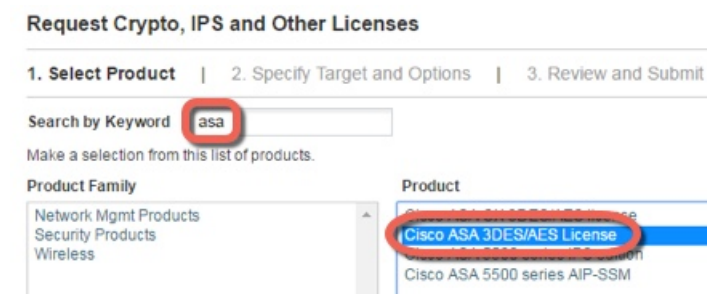 Request Crypto, IPS and Other Licenses
1. Select Product | 2. Specify Target and Options | 3. Review and Submit
Search by Keyword asa
Make a selection from this list of products.
Product Family Product
Network Mgmt Products
Security Products
Wireless
Cisco ASA 3DES/AES License
Cisco ASA 5500 series AIP-SSM